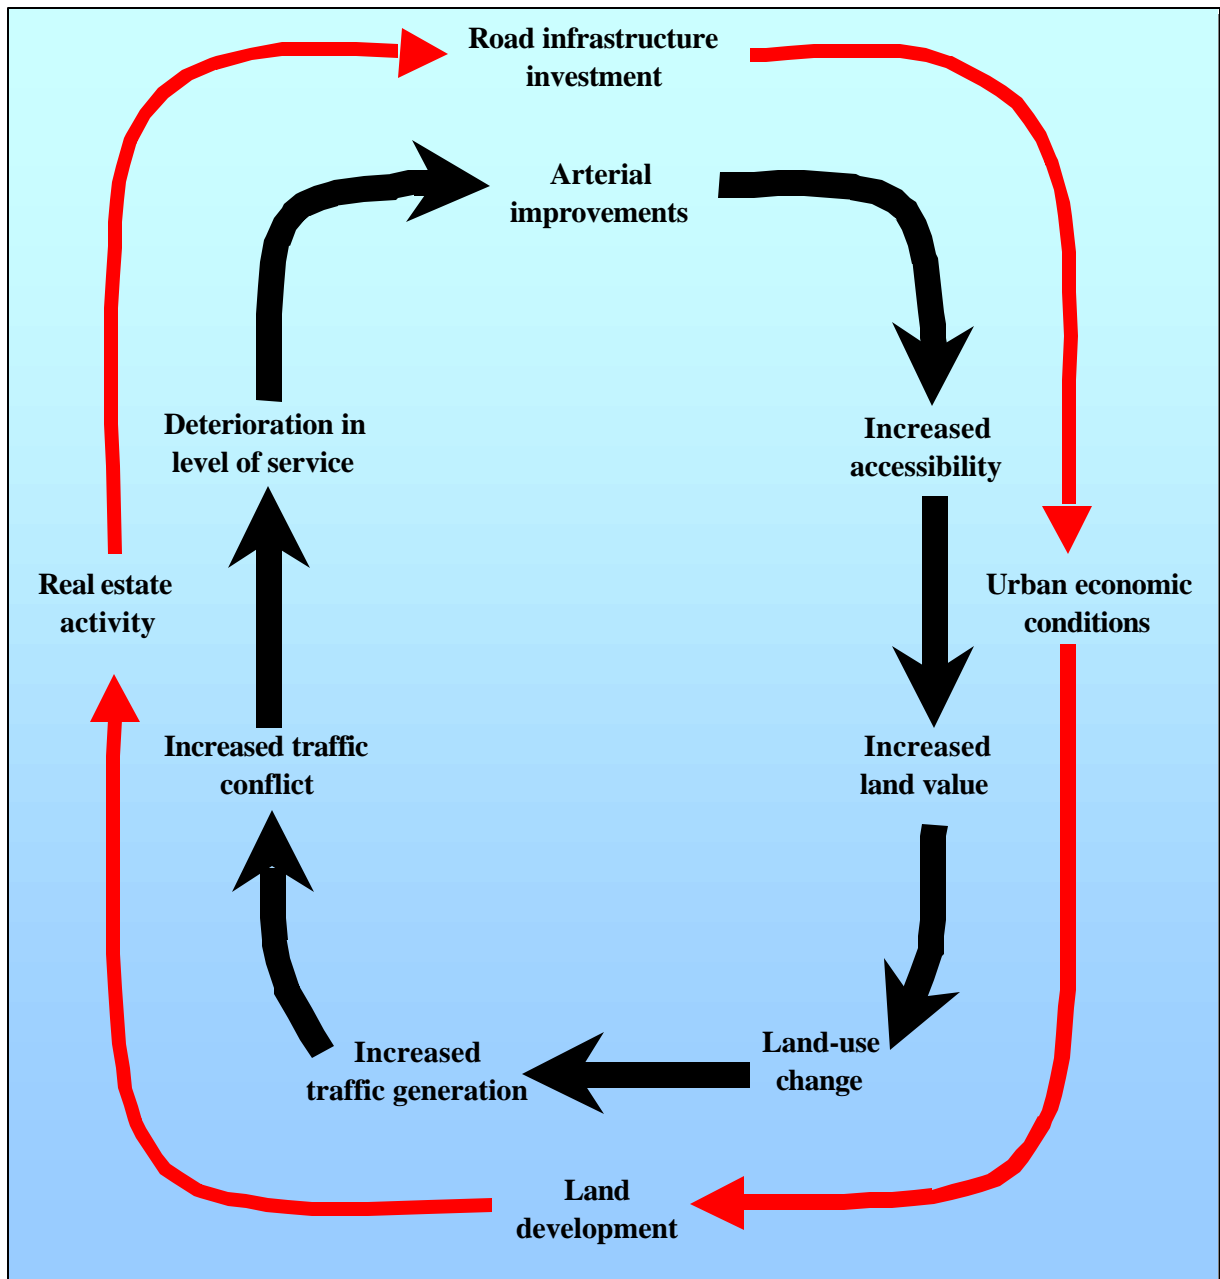 Road infrastructure
investment
Arterial
improvements
Deterioration in
level of service
Increased
accessibility
Real estate
activity
Urban economic
conditions
Increased traffic
conflict
Increased
land value
Land-use
change
Increased
traffic generation
Land
development